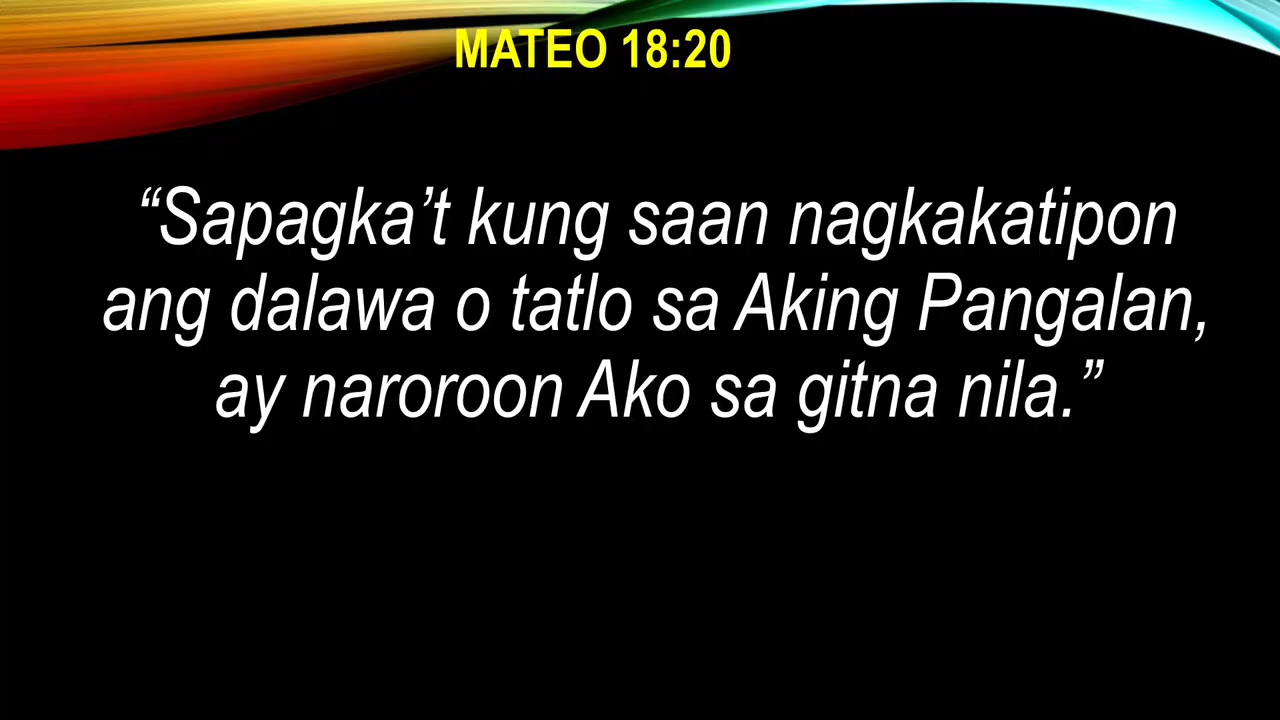 MATEO 18:20
“Sapagka’t kung saan nagkakatipon
ang dalawa o tatlo sa Aking Pangalan,
ay naroroon Ako sa gitna nila.”